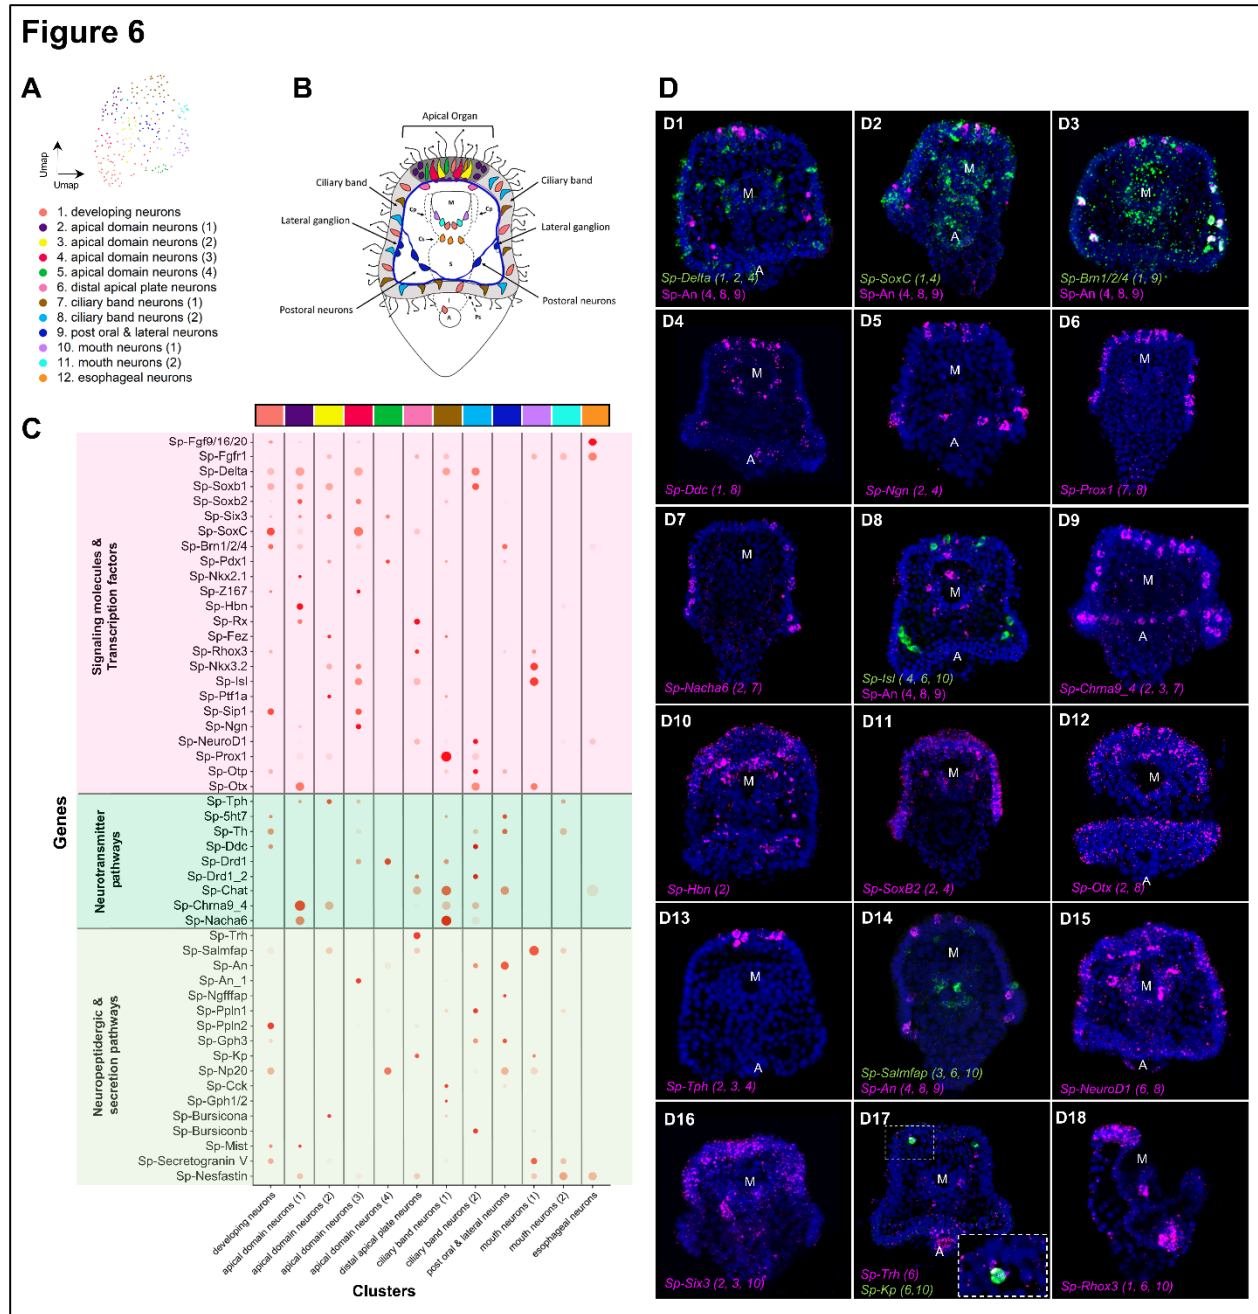 Figure 6
A
Umap
Umap
1. developing neurons
2. apical domain neurons (1)
3. apical domain neurons (2)
4. apical domain neurons (3)
5. apical domain neurons (4)
6. distal apical plate neurons
7. ciliary band neurons (1)
8. ciliary band neurons (2)
9. post oral & lateral neurons
10. mouth neurons (1)
11. mouth neurons (2)
12. esophageal neurons
B
Apical Organ
Ciliary band
Ciliary band
Lateral ganglion
Lateral ganglion
Postoral neurons
Postoral neurons
M
Cp
Cp
Cs
S
I
A
Ps
C
Genes
Signaling molecules &
Transcription factors
Sp-Fgf9/16/20
Sp-Fgfr1
Sp-Delta
Sp-Soxb1
Sp-Soxb2
Sp-Six3
Sp-SoxC
Sp-Brn1/2/4
Sp-Pdx1
Sp-Nkx2.1
Sp-Z167
Sp-Hbn
Sp-Rx
Sp-Fez
Sp-Rhox3
Sp-Nkx3.2
Sp-Isl
Sp-Ptf1a
Sp-Sip1
Sp-Ngn
Sp-NeuroD1
Sp-Prox1
Sp-Otp
Sp-Otx
Neurotransmitter
pathways
Sp-Tph
Sp-5ht7
Sp-Th
Sp-Ddc
Sp-Drd1
Sp-Drd1_2
Sp-Chat
Sp-Chrna9_4
Sp-Nacha6
Neuropeptidergic &
secretion pathways
Sp-Trh
Sp-Salmfap
Sp-An
Sp-An_1
Sp-Ngfffap
Sp-Ppln1
Sp-Ppln2
Sp-Gph3
Sp-Kp
Sp-Np20
Sp-Cck
Sp-Gph1/2
Sp-Bursicona
Sp-Bursiconb
Sp-Mist
Sp-Secretogranin V
Sp-Nesfastin
developing neurons
apical domain neurons (1)
apical domain neurons (2)
apical domain neurons (3)
apical domain neurons (4)
distal apical plate neurons
ciliary band neurons (1)
ciliary band neurons (2)
post oral & lateral neurons
mouth neurons (1)
mouth neurons (2)
esophageal neurons
Clusters
D
D1
M
A
Sp-Delta (1, 2, 4)
Sp-An (4, 8, 9)
D2
M
A
Sp-SoxC (1,4)
Sp-An (4, 8, 9)
D3
M
Sp-Brn1/2/4 (1, 9)
Sp-An (4, 8, 9)
D4
M
A
Sp-Ddc (1, 8)
D5
M
A
Sp-Ngn (2, 4)
D6
M
Sp-Prox1 (7, 8)
D7
M
Sp-Nacha6 (2, 7)
D8
M
A
Sp-Isl ( 4, 6, 10)
Sp-An (4, 8, 9)
D9
M
A
Sp-Chrna9_4 (2, 3, 7)
D10
M
Sp-Hbn (2)
D11
M
Sp-SoxB2 (2, 4)
D12
M
A
Sp-Otx (2, 8)
D13
M
A
Sp-Tph (2, 3, 4)
D14
M
Sp-Salmfap (3, 6, 10)
Sp-An (4, 8, 9)
D15
M
A
Sp-NeuroD1 (6, 8)
D16
M
Sp-Six3 (2, 3, 10)
D17
M
A
Sp-Trh (6)
Sp-Kp (6,10)
D18
M
Sp-Rhox3 (1, 6, 10)